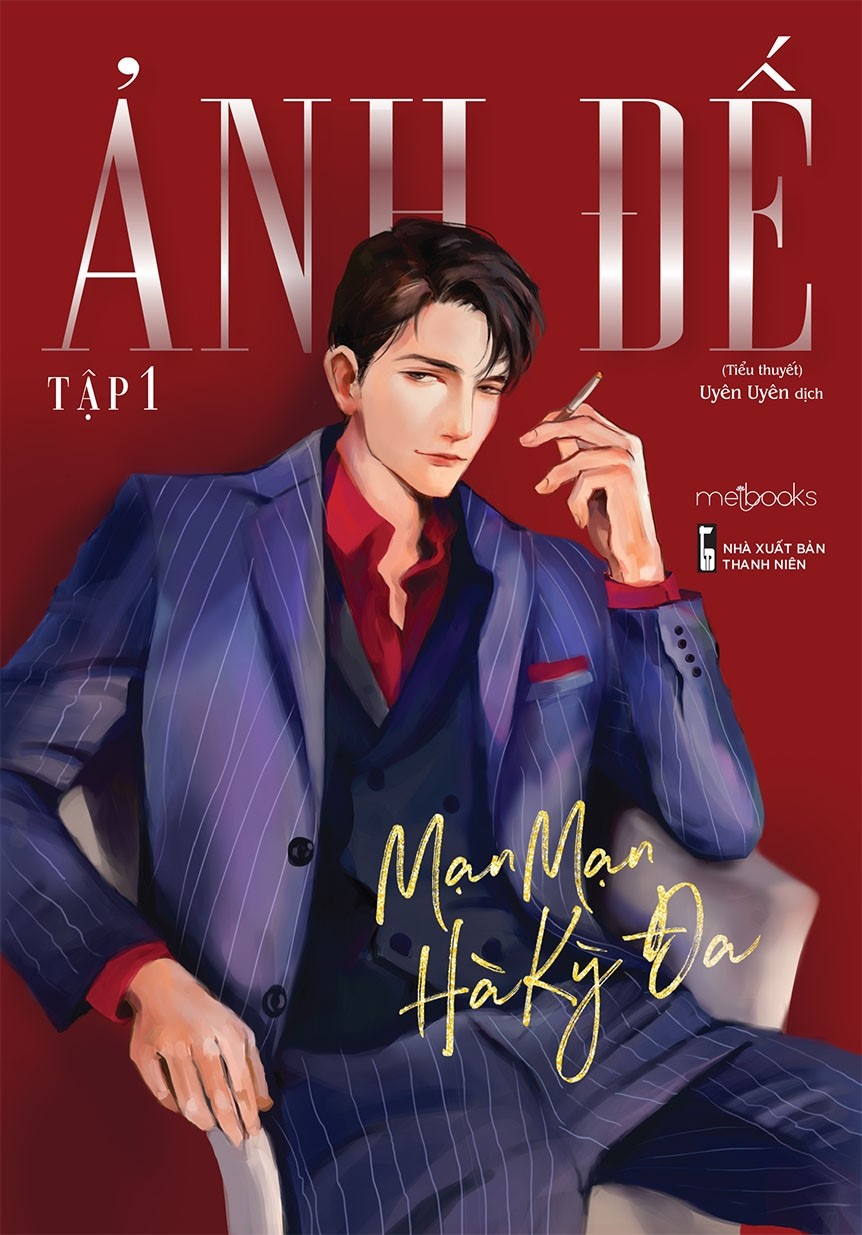 ẢNH ĐẾ
TẬP 1
(Tiểu thuyết)
Uyên Uyên dịch
metbooks
NHÀ XUẤT BẢN
THANH NIÊN
Mạn Mạn
Hà Kỳ Đa